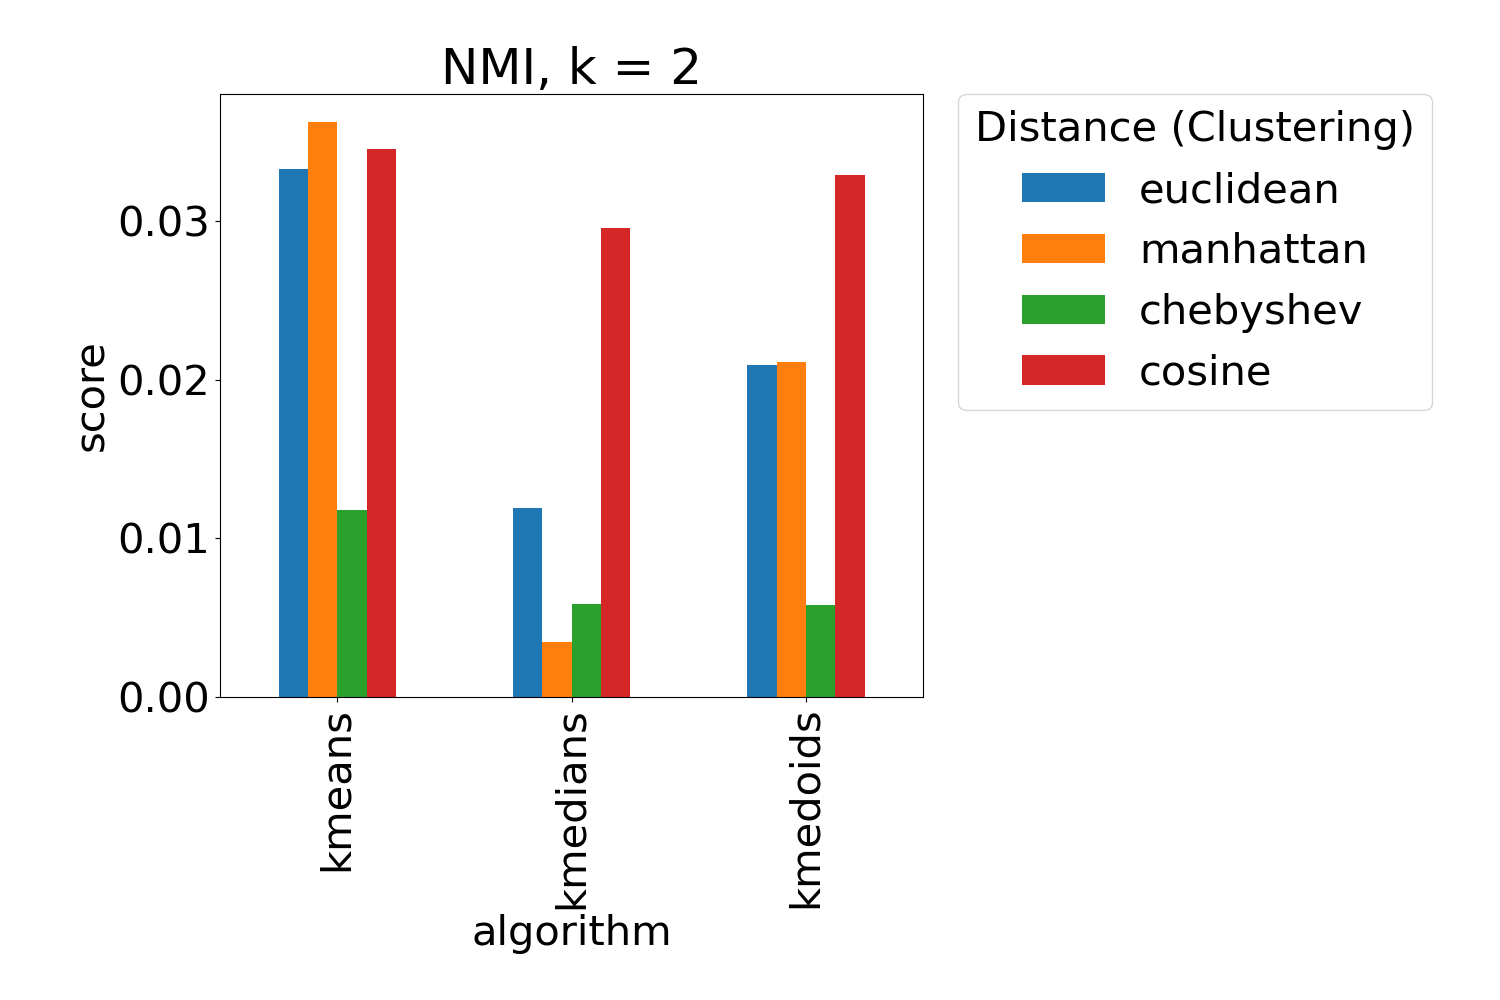 NMI, k = 2
score
0.03
0.02
0.01
0.00
kmeans
kmedians
kmedoids
algorithm
Distance (Clustering)
euclidean
manhattan
chebyshev
cosine